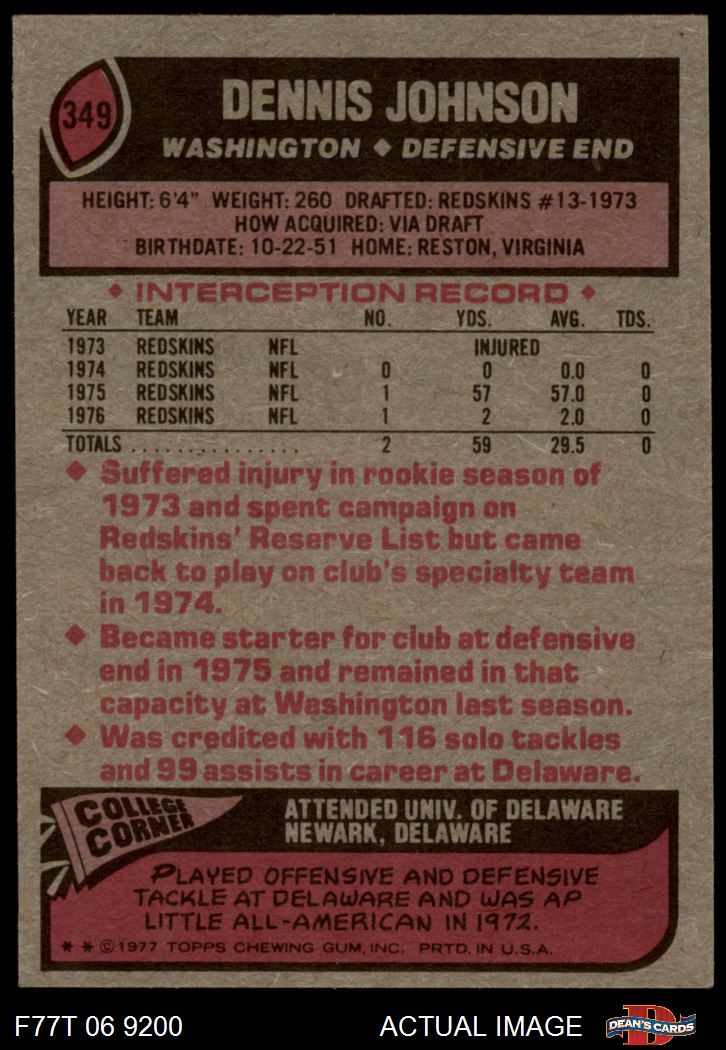 349
DENNIS JOHNSON
WASHINGTON ◆ DEFENSIVE END
HEIGHT: 6'4" WEIGHT: 260 DRAFTED: REDSKINS #13-1973
HOW ACQUIRED: VIA DRAFT
BIRTHDATE: 10-22-51 HOME: RESTON, VIRGINIA
◆ INTERCEPTION RECORD ◆
YEAR TEAM NO. YDS. AVG. TDS.
1973 REDSKINS NFL INJURED
1974 REDSKINS NFL 0 0 0.0 0
1975 REDSKINS NFL 1 57 57.0 0
1976 REDSKINS NFL 1 2 2.0 0
TOTALS ............... 2 59 29.5 0
◆ Suffered injury in rookie season of
1973 and spent campaign on
Redskins' Reserve List but came
back to play on club's specialty team
in 1974.
◆ Became starter for club at defensive
end in 1975 and remained in that
capacity at Washington last season.
◆ Was credited with 116 solo tackles
and 99 assists in career at Delaware.
COLLEGE
CORNER
ATTENDED UNIV. OF DELAWARE
NEWARK, DELAWARE
PLAYED OFFENSIVE AND DEFENSIVE
TACKLE AT DELAWARE AND WAS AP
LITTLE ALL-AMERICAN IN 1972.
* * © 1977 TOPPS CHEWING GUM, INC. PRTD. IN U.S.A.
F77T 06 9200 ACTUAL IMAGE
D
DEAN'S CARDS